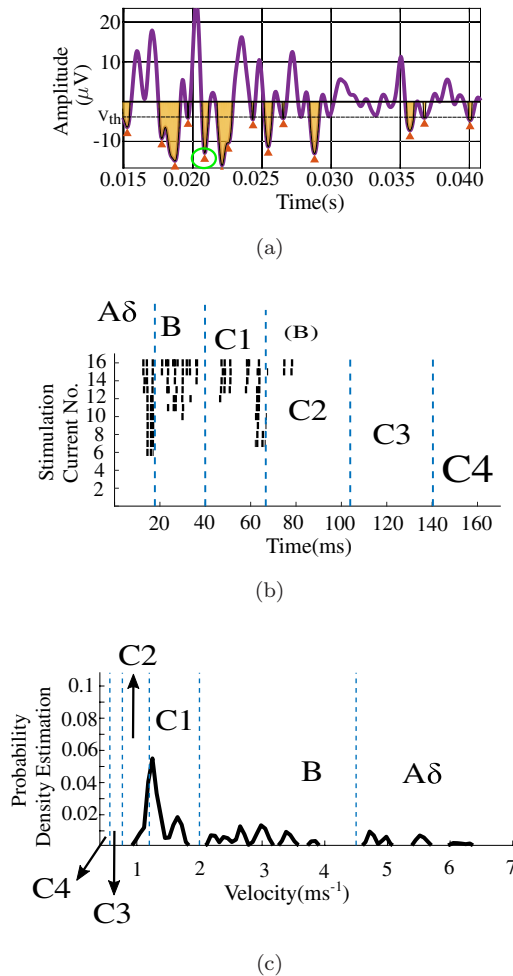 Amplitude
(μV)
20
10
0
V_th
-10
0.015 0.020 0.025 0.030 0.035 0.040
Time(s)
(a)
Aδ B C1 (B)
C2 C3 C4
Stimulation
Current No.
16
14
12
10
8
6
4
2
20 40 60 80 100 120 140 160
Time(ms)
(b)
C2
C1
B Aδ
Probability
Density Estimation
0.1
0.08
0.06
0.04
0.02
C4
C3
1 2 3 4 5 6 7
Velocity(ms⁻¹)
(c)